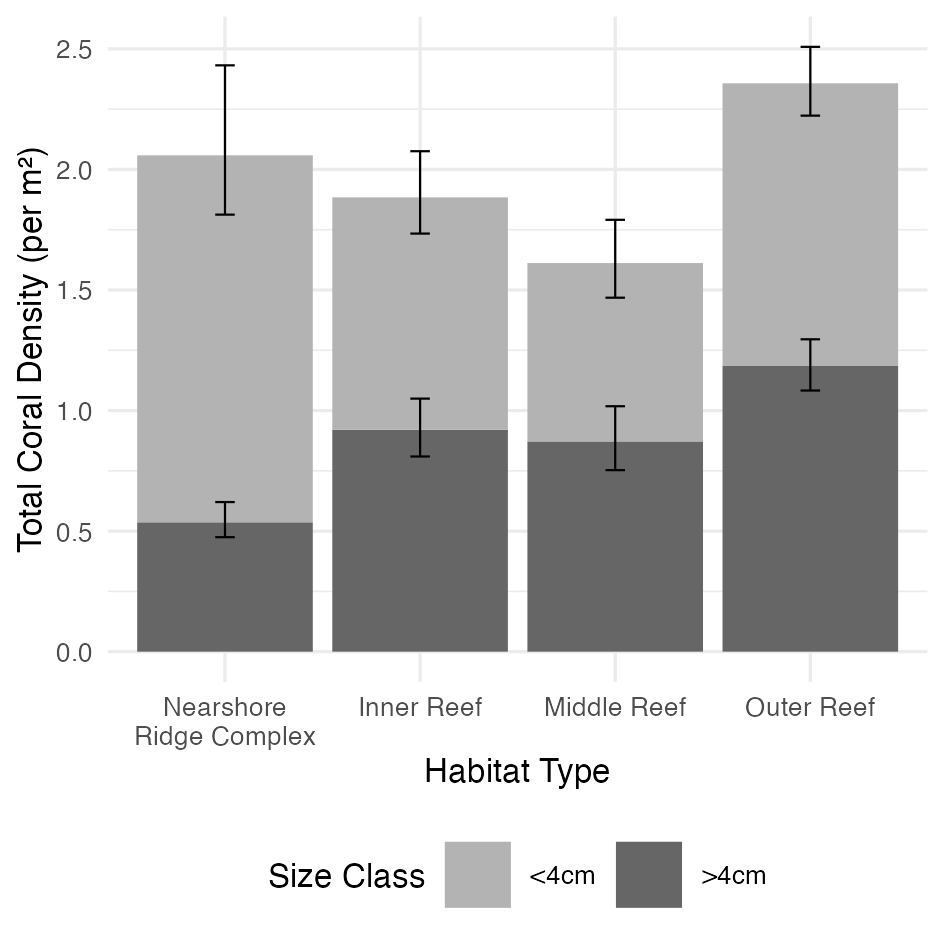 2.5
2.0
1.5
1.0
0.5
0.0
Total Coral Density (per m²)
Nearshore
Ridge Complex
Inner Reef
Middle Reef
Outer Reef
Habitat Type
Size Class
<4cm
>4cm